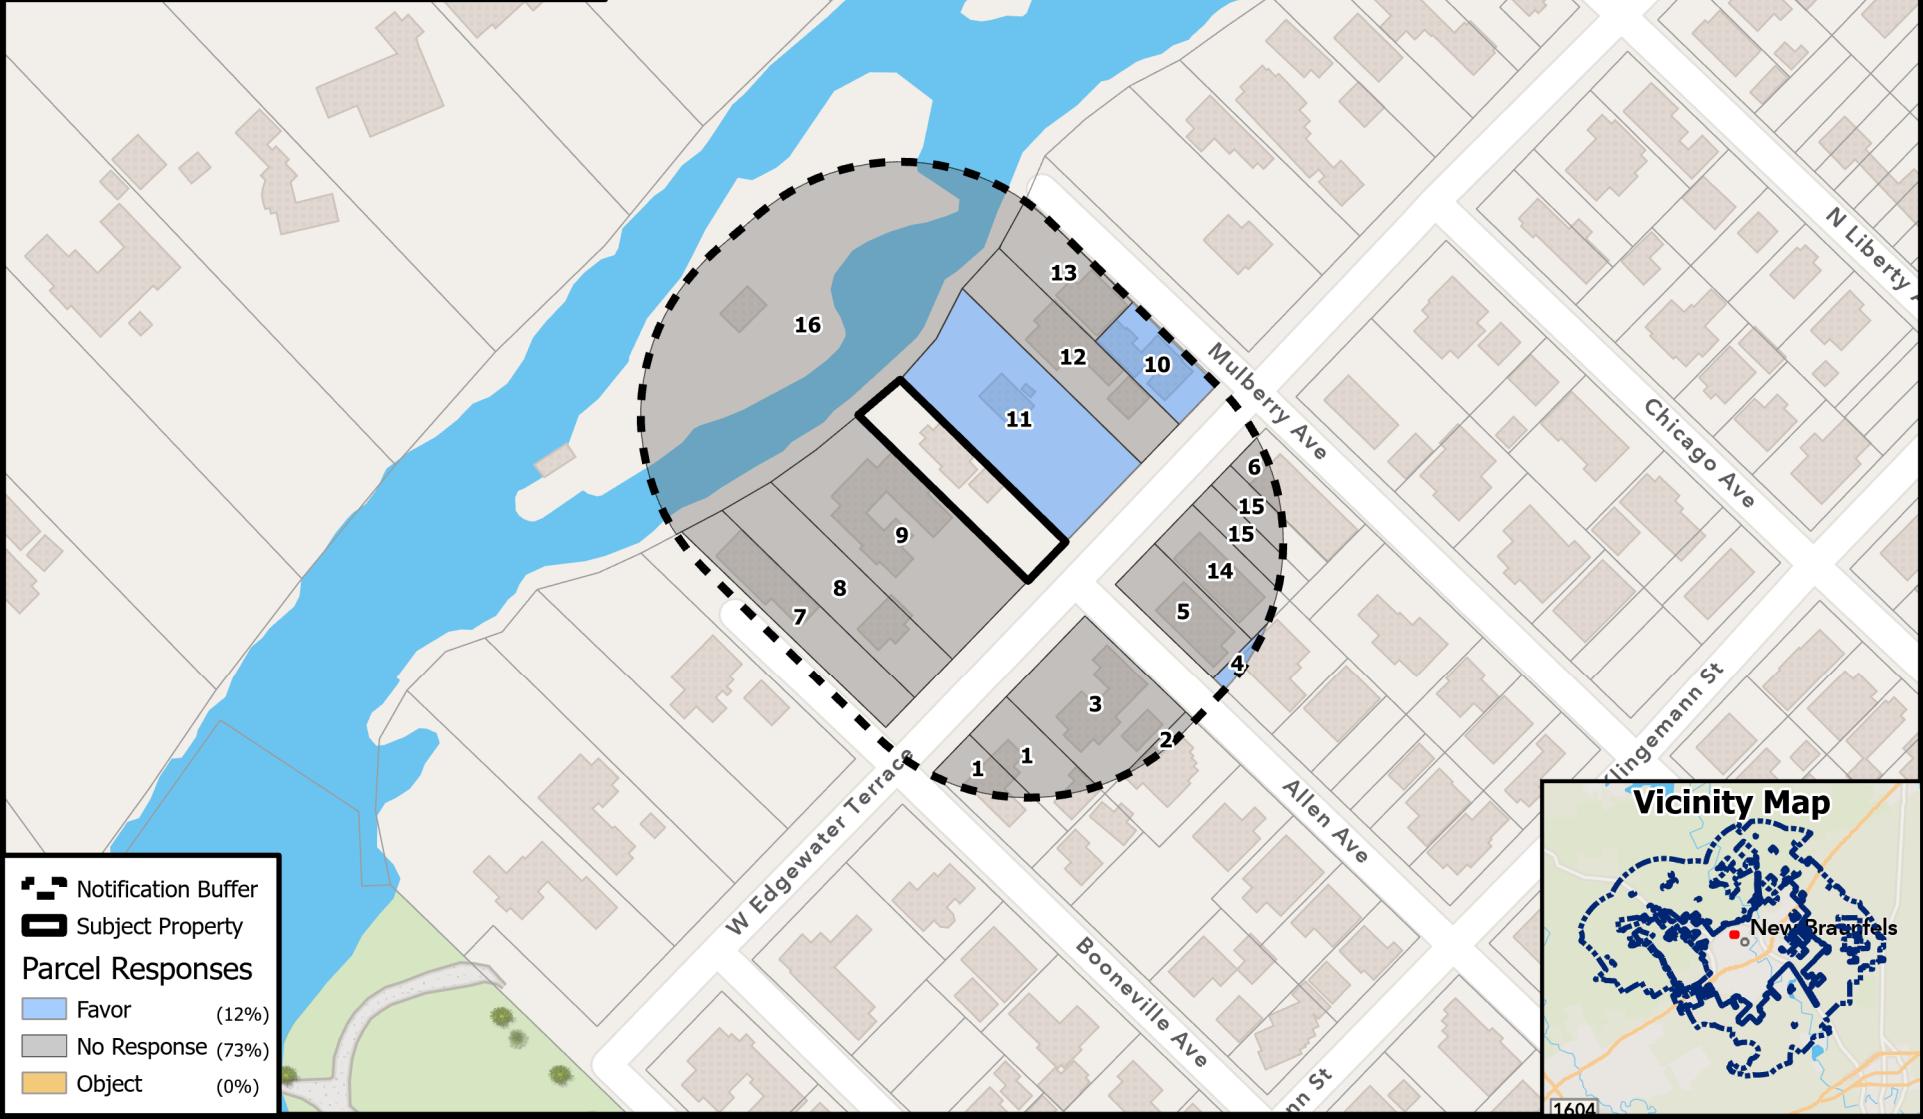 16
13
12
10
11
Mulberry Ave
N Liberty
Chicago Ave
6
15
15
14
5
4
9
8
7
3
2
1
1
W Edgewater Terrace
Allen Ave
Booneville Ave
Klingemann St
nn St
Notification Buffer
Subject Property
Parcel Responses
Favor (12%)
No Response (73%)
Object (0%)
Vicinity Map
New Braunfels
1604